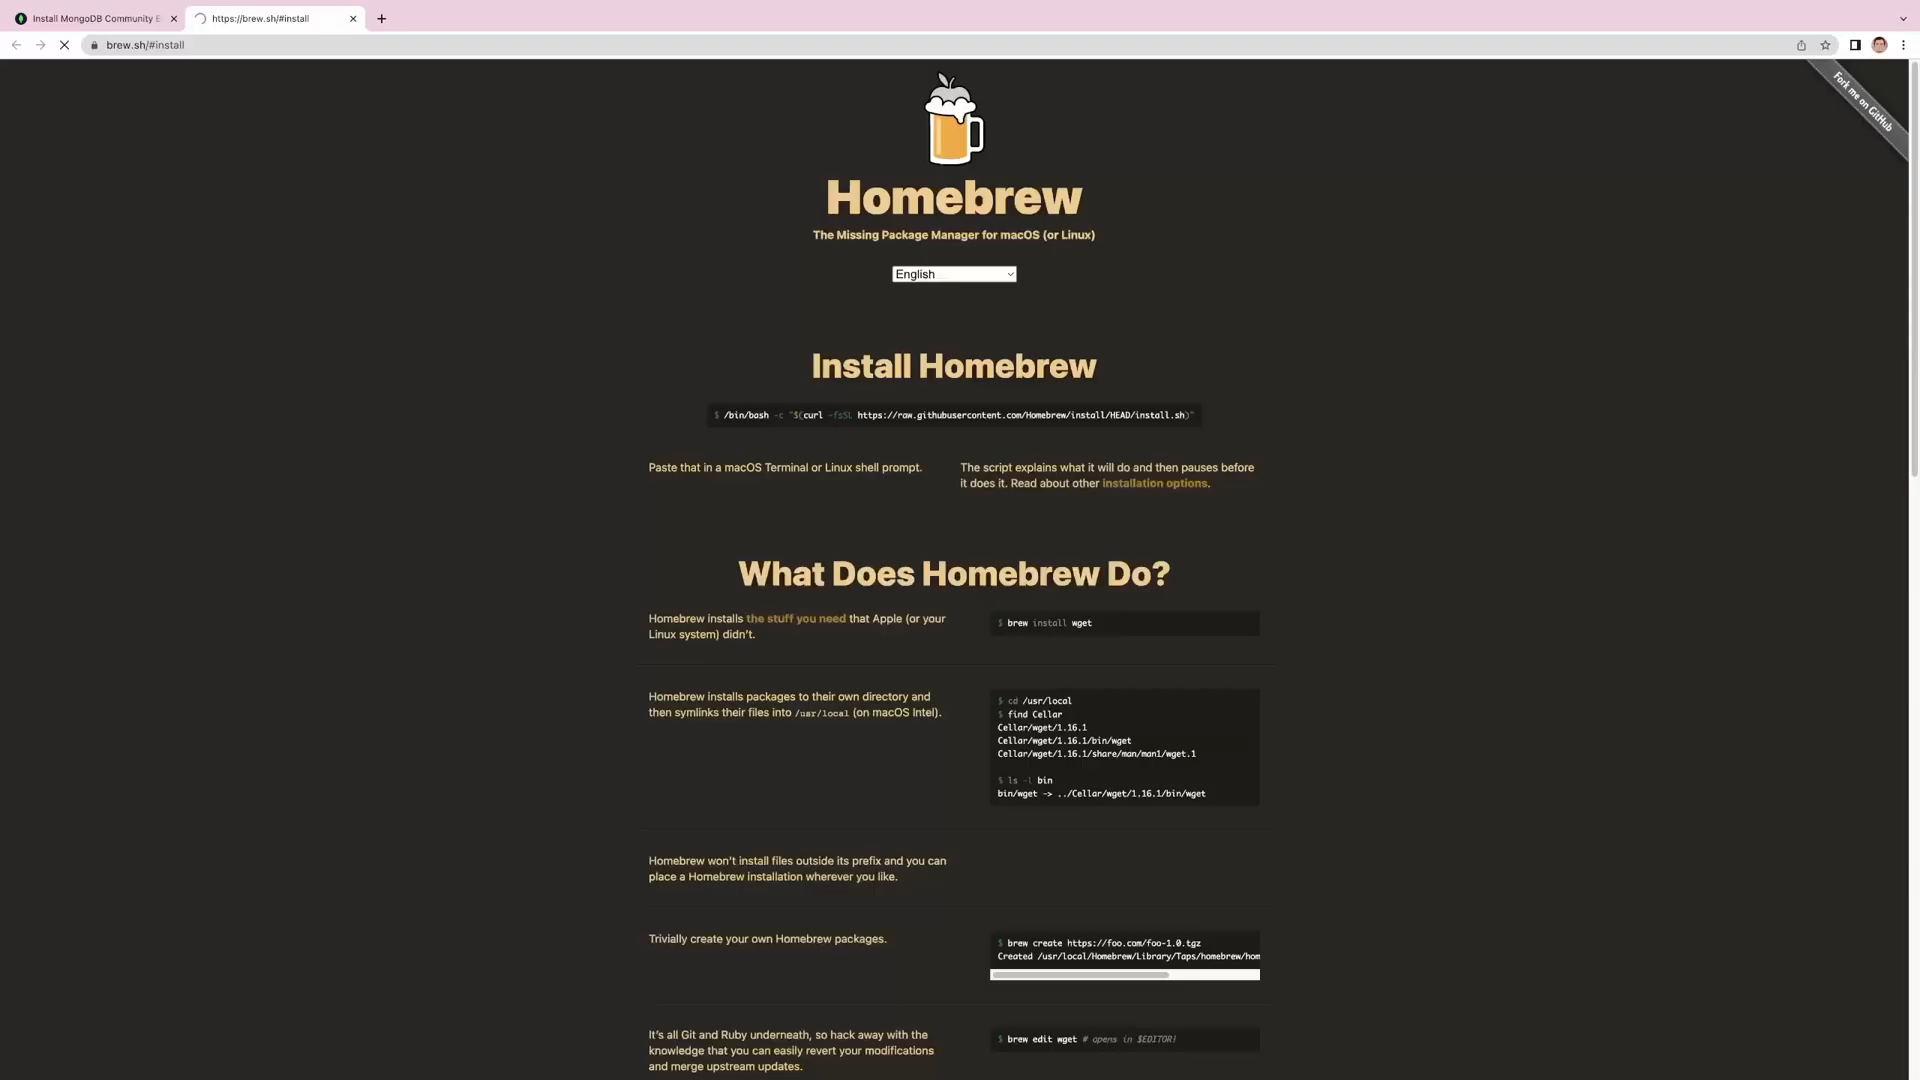 Install MongoDB Community E
https://brew.sh/#install
brew.sh/#install
Fork me on GitHub
Homebrew
The Missing Package Manager for macOS (or Linux)
English
Install Homebrew
$ /bin/bash -c "$(curl -fsSL https://raw.githubusercontent.com/Homebrew/install/HEAD/install.sh)"
Paste that in a macOS Terminal or Linux shell prompt.
The script explains what it will do and then pauses before
it does it. Read about other installation options.
What Does Homebrew Do?
Homebrew installs the stuff you need that Apple (or your
Linux system) didn't.
$ brew install wget
Homebrew installs packages to their own directory and
then symlinks their files into /usr/local (on macOS Intel).
$ cd /usr/local
$ find Cellar
Cellar/wget/1.16.1
Cellar/wget/1.16.1/bin/wget
Cellar/wget/1.16.1/share/man/man1/wget.1
$ ls -l bin
bin/wget -> ../Cellar/wget/1.16.1/bin/wget
Homebrew won't install files outside its prefix and you can
place a Homebrew installation wherever you like.
Trivially create your own Homebrew packages.
$ brew create https://foo.com/foo-1.0.tgz
Created /usr/local/Homebrew/Library/Taps/homebrew/hom
It's all Git and Ruby underneath, so hack away with the
knowledge that you can easily revert your modifications
and merge upstream updates.
$ brew edit wget # opens in $EDITOR!